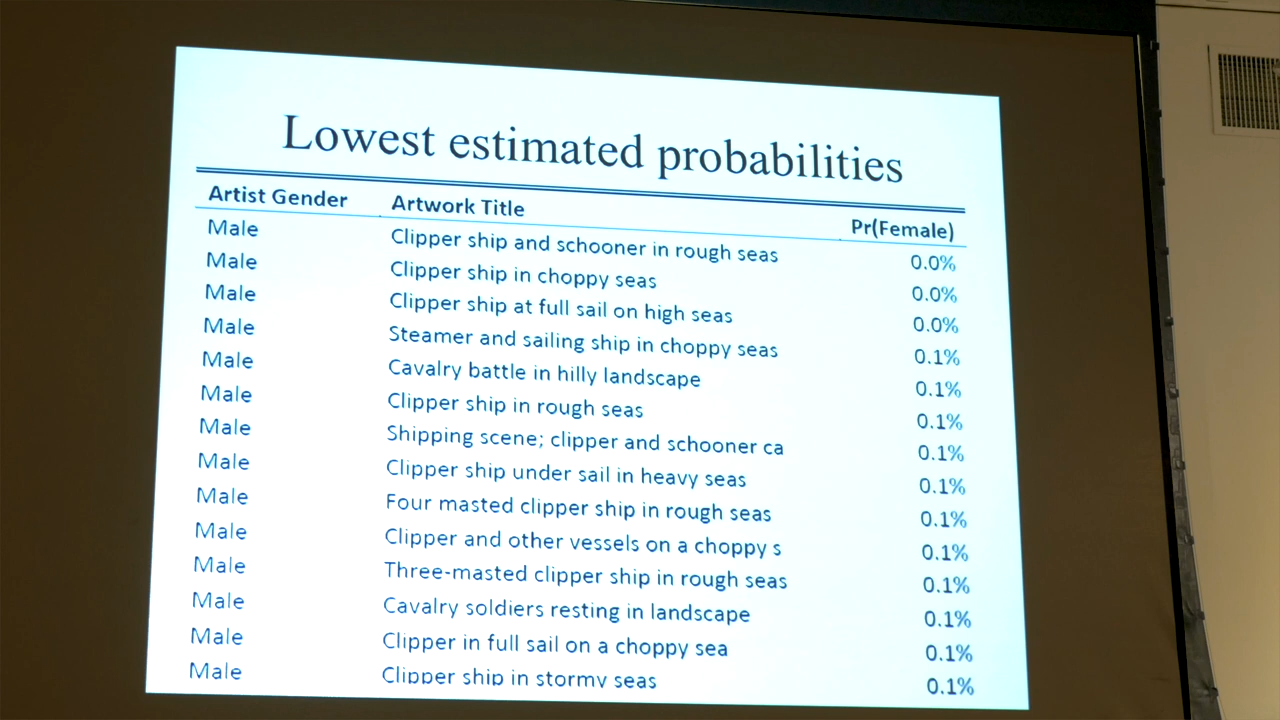 Lowest estimated probabilities
Artist Gender Artwork Title Pr(Female)
Male Clipper ship and schooner in rough seas 0.0%
Male Clipper ship in choppy seas 0.0%
Male Clipper ship at full sail on high seas 0.0%
Male Steamer and sailing ship in choppy seas 0.1%
Male Cavalry battle in hilly landscape 0.1%
Male Clipper ship in rough seas 0.1%
Male Shipping scene; clipper and schooner ca 0.1%
Male Clipper ship under sail in heavy seas 0.1%
Male Four masted clipper ship in rough seas 0.1%
Male Clipper and other vessels on a choppy s 0.1%
Male Three-masted clipper ship in rough seas 0.1%
Male Cavalry soldiers resting in landscape 0.1%
Male Clipper in full sail on a choppy sea 0.1%
Male Clipper ship in stormy seas 0.1%